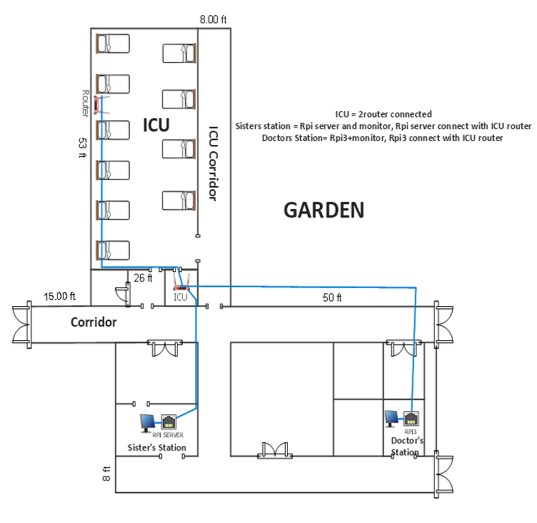 8.00 ft
Router
ICU
ICU Corridor
53 ft
ICU = 2router connected
Sisters station = Rpi server and monitor, Rpi server connect with ICU router
Doctors Station= Rpi3+monitor, Rpi3 connect with ICU router
GARDEN
26 ft
ICU
15.00 ft
50 ft
Corridor
RPI SERVER
Sister's Station
RPI3
Doctor's
Station
8 ft